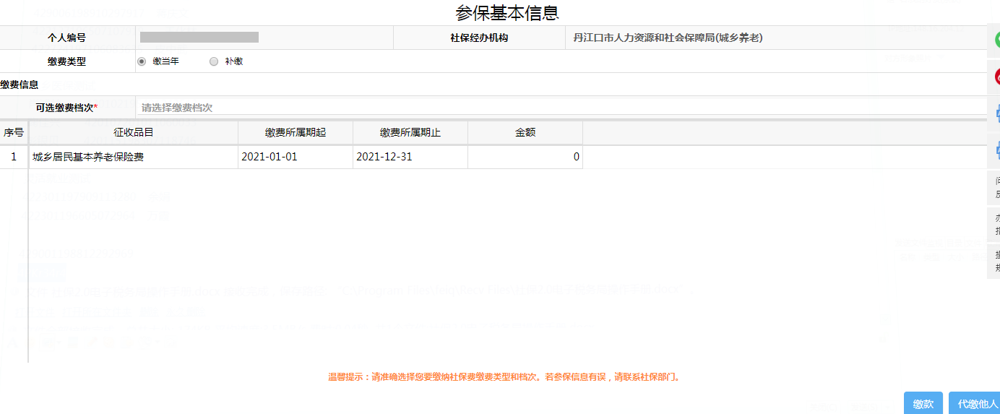 参保基本信息
个人编号 社保经办机构 丹江口市人力资源和社会保障局(城乡养老)
缴费类型 缴当年 补缴
缴费信息
可选缴费档次* 请选择缴费档次
序号 征收品目 缴费所属期起 缴费所属期止 金额
1 城乡居民基本养老保险费 2021-01-01 2021-12-31 0
温馨提示：请准确选择您要缴纳社保费缴费类型和档次。若参保信息有误，请联系社保部门。
缴款 代缴他人